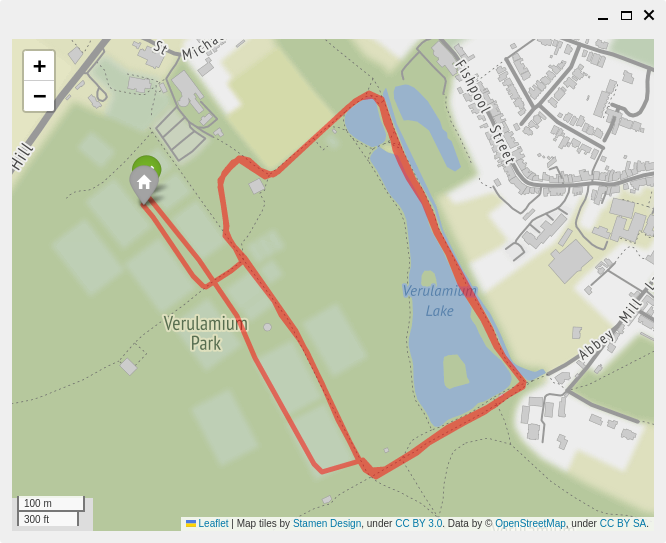 +
−
St Micha
Hill
Fishpool Street
Verulamium
Lake
Verulamium
Park
Abbey Mill L
100 m
300 ft
Leaflet | Map tiles by Stamen Design, under CC BY 3.0. Data by © OpenStreetMap, under CC BY SA.